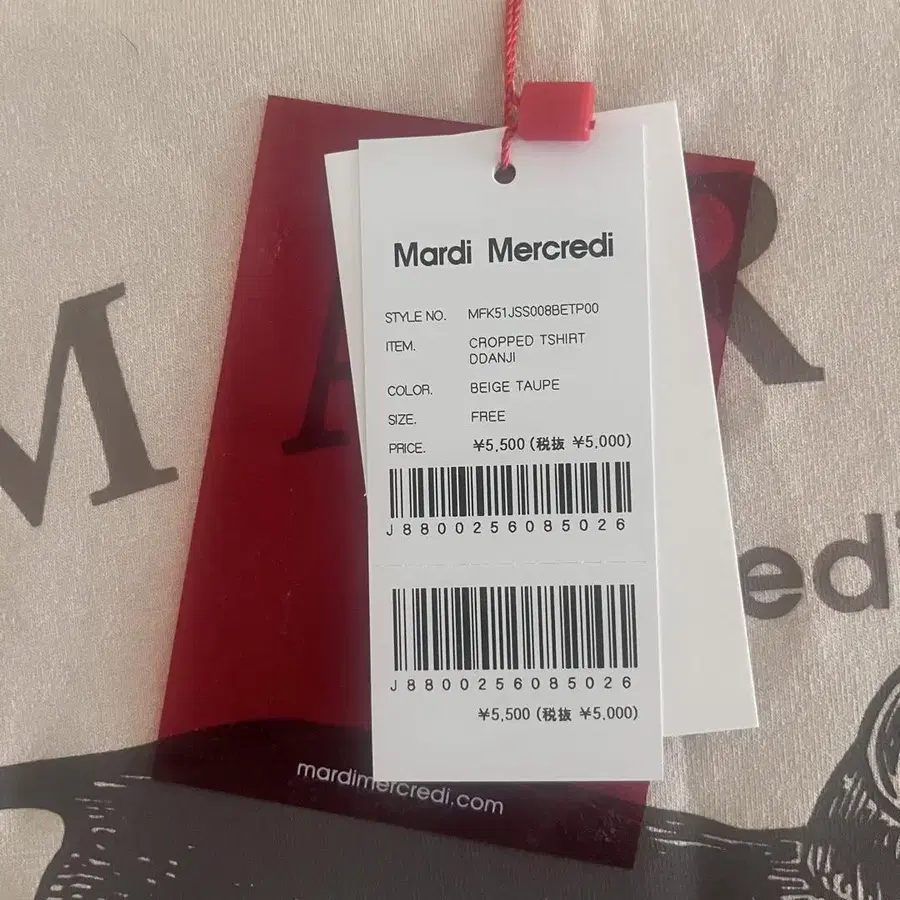 Mardi Mercredi
STYLE NO. MFK51JSS008BETP00
ITEM. CROPPED TSHIRT
DDANJI
COLOR. BEIGE TAUPE
SIZE. FREE
PRICE. ¥5,500 (税抜 ¥5,000)
J8800256085026
J8800256085026
¥5,500 (税抜 ¥5,000)
mardimercredi.com
M A R
edi